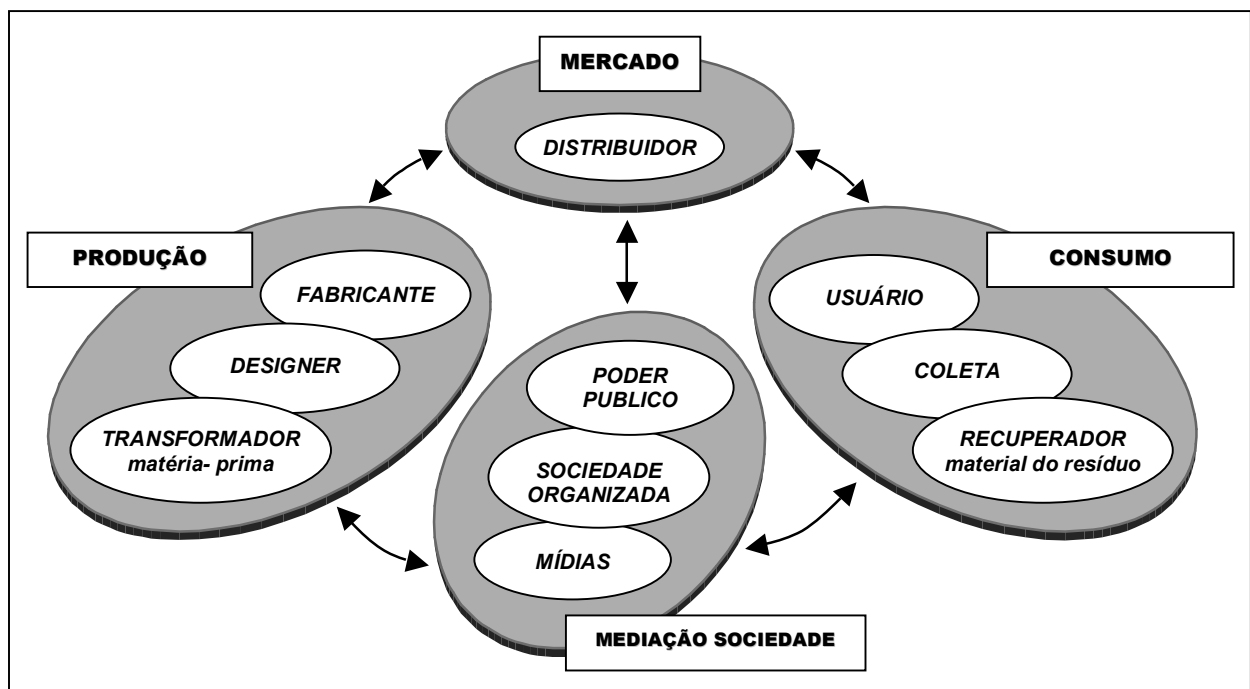 MERCADO
DISTRIBUIDOR
PRODUÇÃO
FABRICANTE
DESIGNER
TRANSFORMADOR
matéria- prima
CONSUMO
USUÁRIO
COLETA
RECUPERADOR
material do resíduo
PODER
PUBLICO
SOCIEDADE
ORGANIZADA
MÍDIAS
MEDIAÇÃO SOCIEDADE